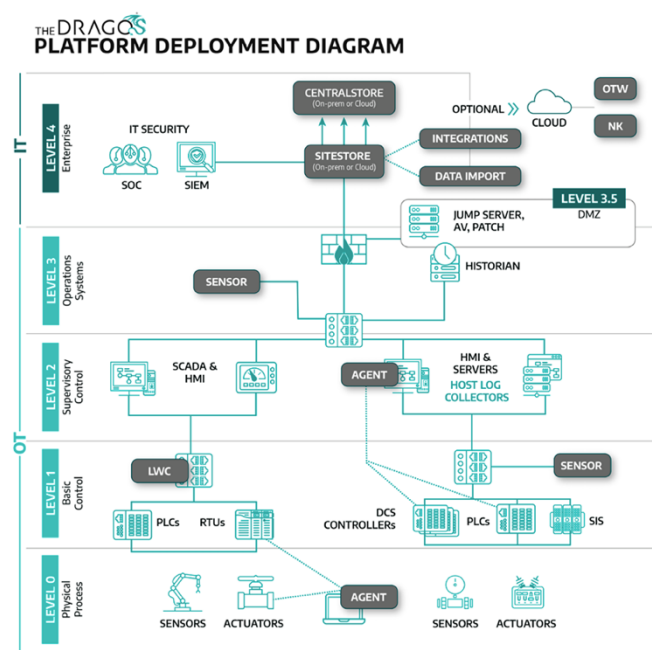 THE DRAGOS
PLATFORM DEPLOYMENT DIAGRAM
IT
LEVEL 4
Enterprise
IT SECURITY
SOC
SIEM
CENTRALSTORE
(On-prem or Cloud)
SITESTORE
(On-prem or Cloud)
OPTIONAL
CLOUD
OTW
NK
INTEGRATIONS
DATA IMPORT
LEVEL 3.5
DMZ
JUMP SERVER,
AV, PATCH
OT
LEVEL 3
Operations
Systems
SENSOR
HISTORIAN
LEVEL 2
Supervisory
Control
SCADA &
HMI
AGENT
HMI &
SERVERS
HOST LOG
COLLECTORS
LEVEL 1
Basic
Control
LWC
SENSOR
PLCs
RTUs
DCS
CONTROLLERs
PLCs
SIS
LEVEL 0
Physical
Process
SENSORS
ACTUATORS
AGENT
SENSORS
ACTUATORS